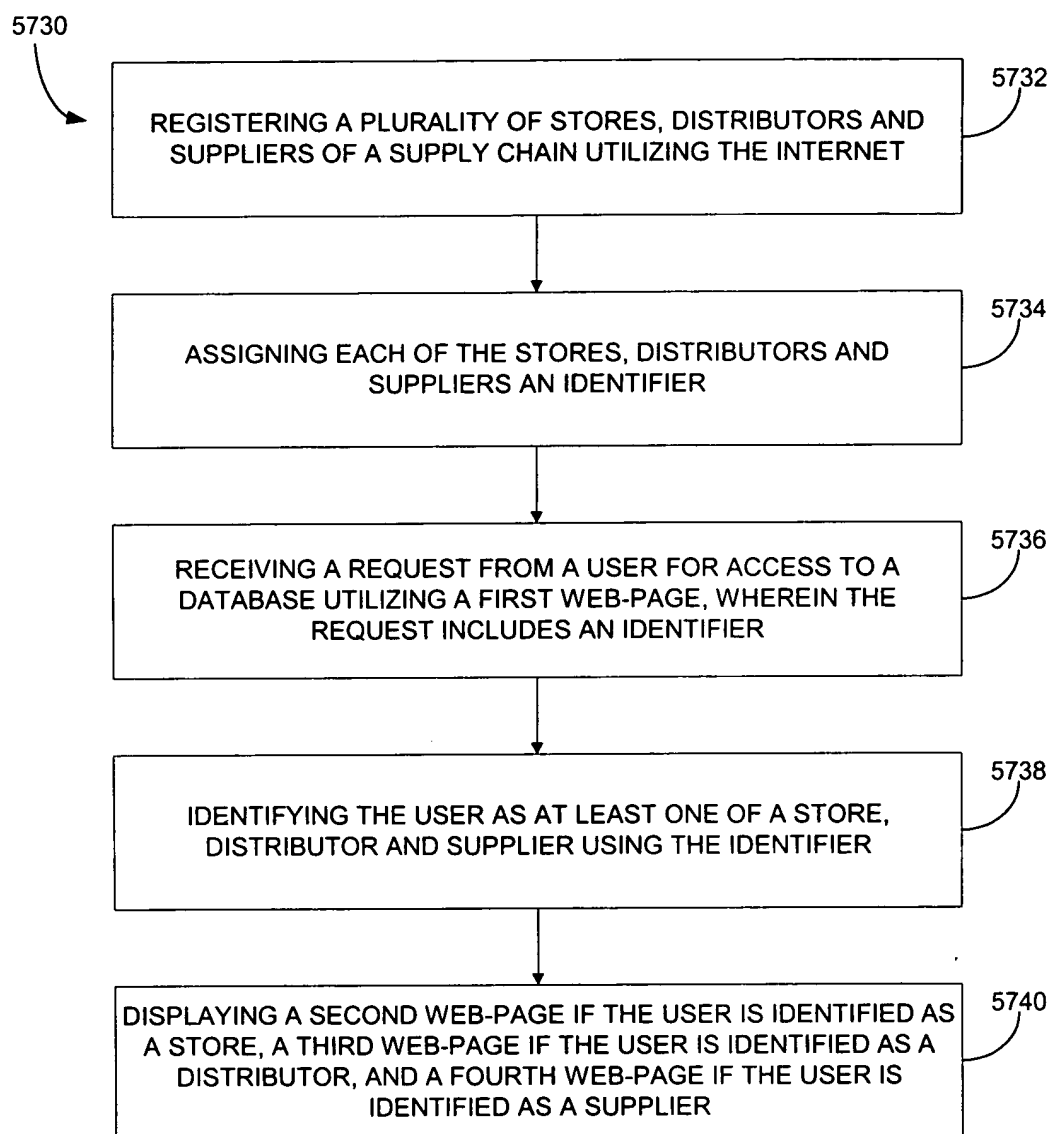 5730
5732
REGISTERING A PLURALITY OF STORES, DISTRIBUTORS AND
SUPPLIERS OF A SUPPLY CHAIN UTILIZING THE INTERNET
5734
ASSIGNING EACH OF THE STORES, DISTRIBUTORS AND
SUPPLIERS AN IDENTIFIER
5736
RECEIVING A REQUEST FROM A USER FOR ACCESS TO A
DATABASE UTILIZING A FIRST WEB-PAGE, WHEREIN THE
REQUEST INCLUDES AN IDENTIFIER
5738
IDENTIFYING THE USER AS AT LEAST ONE OF A STORE,
DISTRIBUTOR AND SUPPLIER USING THE IDENTIFIER
5740
DISPLAYING A SECOND WEB-PAGE IF THE USER IS IDENTIFIED AS
A STORE, A THIRD WEB-PAGE IF THE USER IS IDENTIFIED AS A
DISTRIBUTOR, AND A FOURTH WEB-PAGE IF THE USER IS
IDENTIFIED AS A SUPPLIER